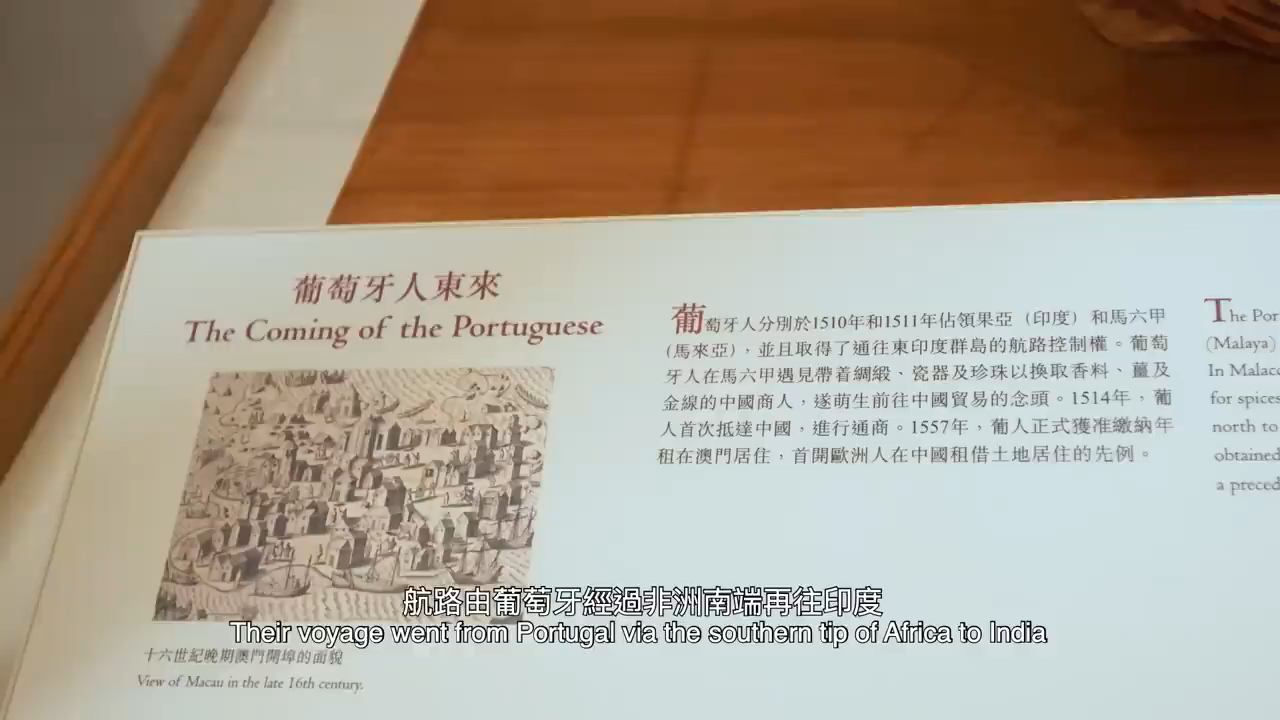 葡萄牙人東來
The Coming of the Portuguese
葡萄牙人分別於1510年和1511年佔領果亞（印度）和馬六甲
（馬來亞），並且取得了通往東印度群島的航路控制權。葡萄
牙人在馬六甲遇見帶着綢緞、瓷器及珍珠以換取香料、薑及
金線的中國商人，遂萌生前往中國貿易的念頭。1514年，葡
人首次抵達中國，進行通商。1557年，葡人正式獲准繳納年
租在澳門居住，首開歐洲人在中國租借土地居住的先例。
The Por
(Malaya)
In Malacc
for spices
north to
obtained
a preced
十六世紀晚期澳門開埠的面貌
View of Macau in the late 16th century.
航路由葡萄牙經過非洲南端再往印度
Their voyage went from Portugal via the southern tip of Africa to India